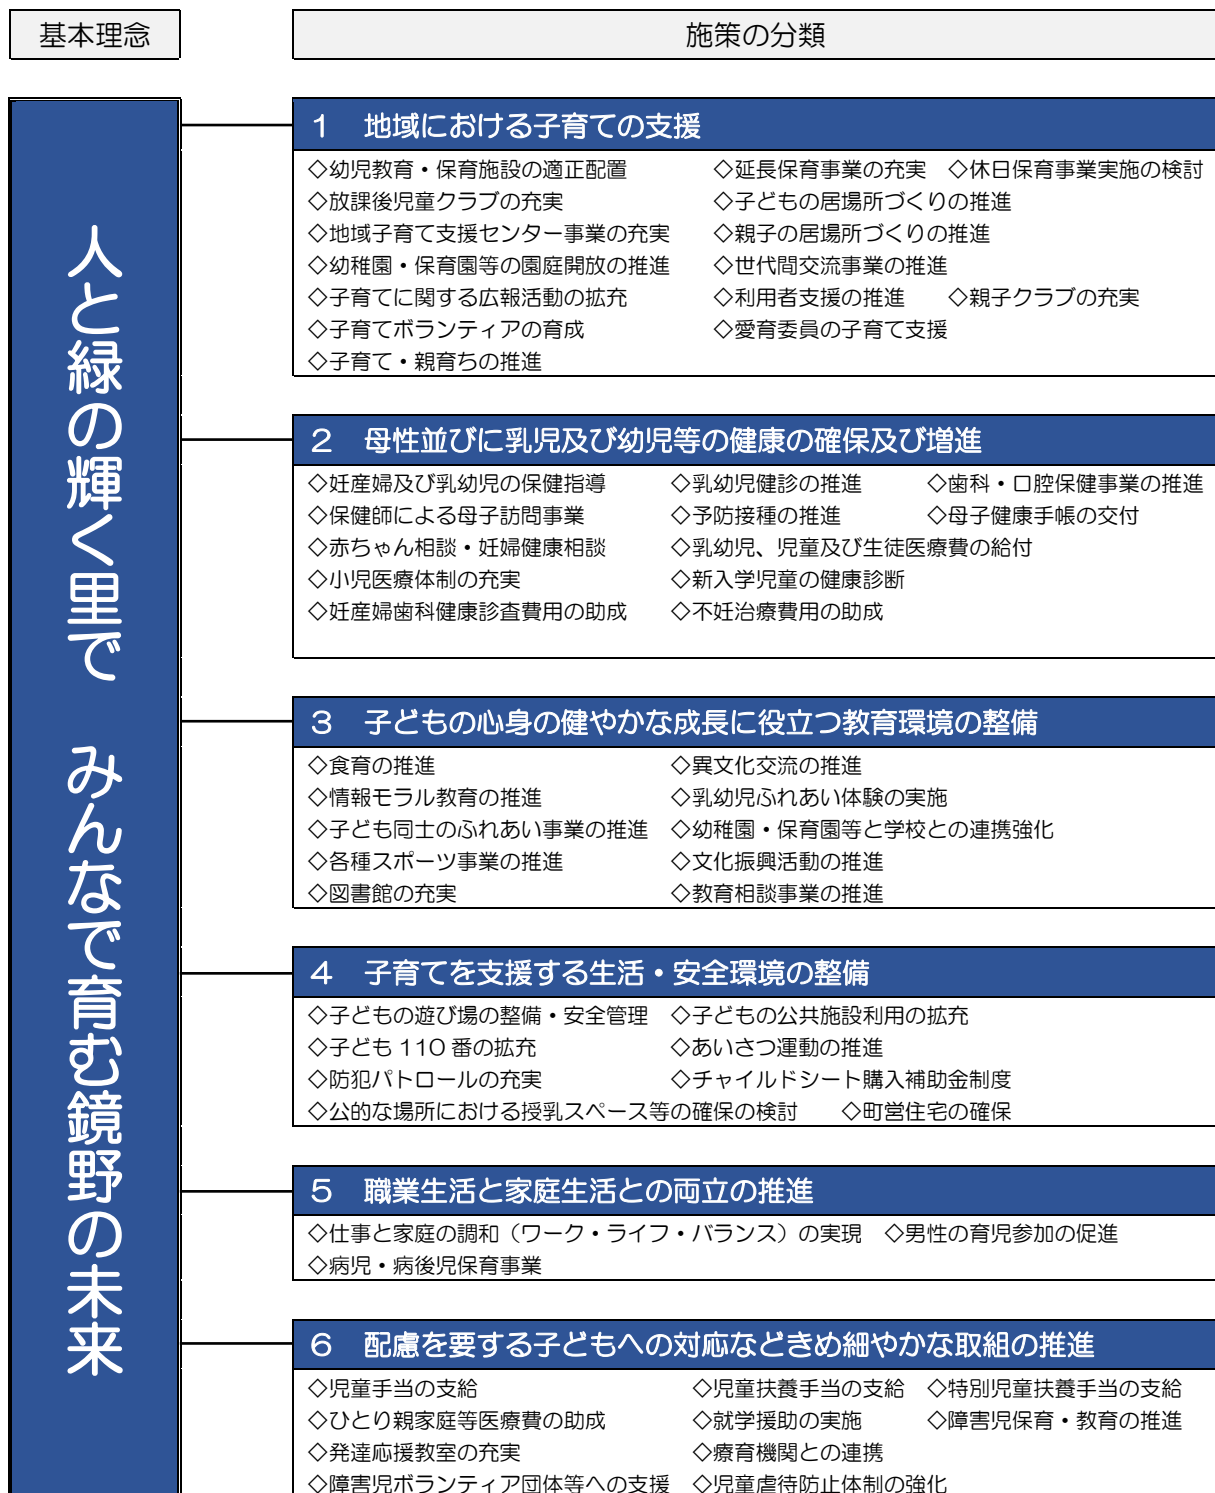 基本理念
施策の分類
人と緑の輝く里で　みんなで育む鏡野の未来
１　地域における子育ての支援
◇幼児教育・保育施設の適正配置　◇延長保育事業の充実　◇休日保育事業実施の検討
◇放課後児童クラブの充実　◇子どもの居場所づくりの推進
◇地域子育て支援センター事業の充実　◇親子の居場所づくりの推進
◇幼稚園・保育園等の園庭開放の推進　◇世代間交流事業の推進
◇子育てに関する広報活動の拡充　◇利用者支援の推進　◇親子クラブの充実
◇子育てボランティアの育成　◇愛育委員の子育て支援
◇子育て・親育ちの推進
２　母性並びに乳児及び幼児等の健康の確保及び増進
◇妊産婦及び乳幼児の保健指導　◇乳幼児健診の推進　◇歯科・口腔保健事業の推進
◇保健師による母子訪問事業　◇予防接種の推進　◇母子健康手帳の交付
◇赤ちゃん相談・妊婦健康相談　◇乳幼児、児童及び生徒医療費の給付
◇小児医療体制の充実　◇新入学児童の健康診断
◇妊産婦歯科健康診査費用の助成　◇不妊治療費用の助成
３　子どもの心身の健やかな成長に役立つ教育環境の整備
◇食育の推進　◇異文化交流の推進
◇情報モラル教育の推進　◇乳幼児ふれあい体験の実施
◇子ども同士のふれあい事業の推進　◇幼稚園・保育園等と学校との連携強化
◇各種スポーツ事業の推進　◇文化振興活動の推進
◇図書館の充実　◇教育相談事業の推進
４　子育てを支援する生活・安全環境の整備
◇子どもの遊び場の整備・安全管理　◇子どもの公共施設利用の拡充
◇子ども 110 番の拡充　◇あいさつ運動の推進
◇防犯パトロールの充実　◇チャイルドシート購入補助金制度
◇公的な場所における授乳スペース等の確保の検討　◇町営住宅の確保
５　職業生活と家庭生活との両立の推進
◇仕事と家庭の調和（ワーク・ライフ・バランス）の実現　◇男性の育児参加の促進
◇病児・病後児保育事業
６　配慮を要する子どもへの対応などきめ細やかな取組の推進
◇児童手当の支給　◇児童扶養手当の支給　◇特別児童扶養手当の支給
◇ひとり親家庭等医療費の助成　◇就学援助の実施　◇障害児保育・教育の推進
◇発達応援教室の充実　◇療育機関との連携
◇障害児ボランティア団体等への支援　◇児童虐待防止体制の強化